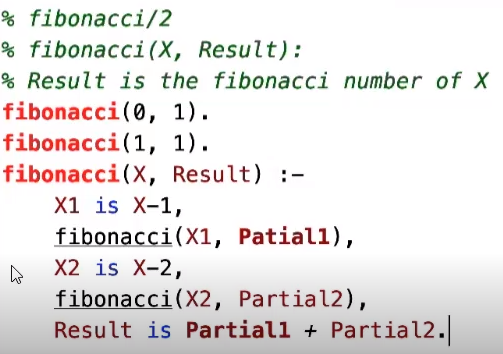 % fibonacci/2
% fibonacci(X, Result):
% Result is the fibonacci number of X
fibonacci(0, 1).
fibonacci(1, 1).
fibonacci(X, Result) :-
    X1 is X-1,
    fibonacci(X1, Patial1),
    X2 is X-2,
    fibonacci(X2, Partial2),
    Result is Partial1 + Partial2.